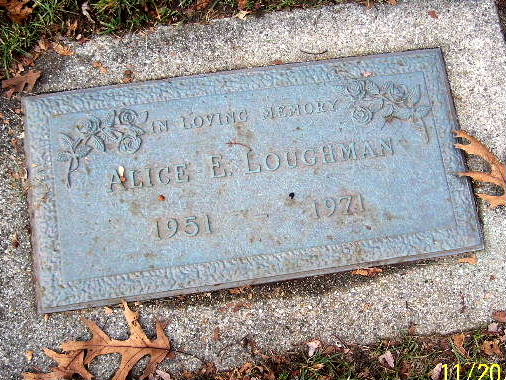 IN LOVING MEMORY
ALICE E. LOUGHMAN
1951 1971
11/20